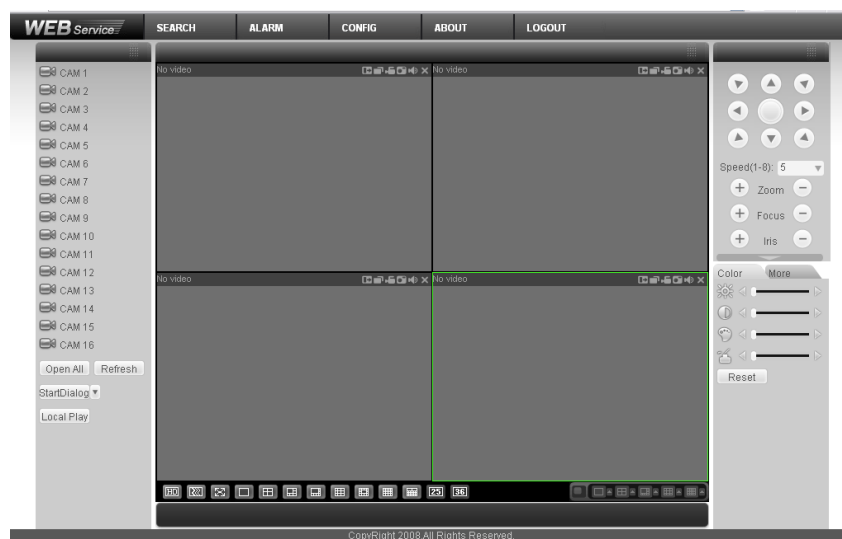 WEB Service SEARCH ALARM CONFIG ABOUT LOGOUT
CAM 1
CAM 2
CAM 3
CAM 4
CAM 5
CAM 6
CAM 7
CAM 8
CAM 9
CAM 10
CAM 11
CAM 12
CAM 13
CAM 14
CAM 15
CAM 16
Open All Refresh
StartDialog
Local Play
No video
No video
No video
No video
HQ 25 36
Speed(1-8): 5
Zoom
Focus
Iris
Color More
Reset
CopyRight 2008,All Rights Reserved.